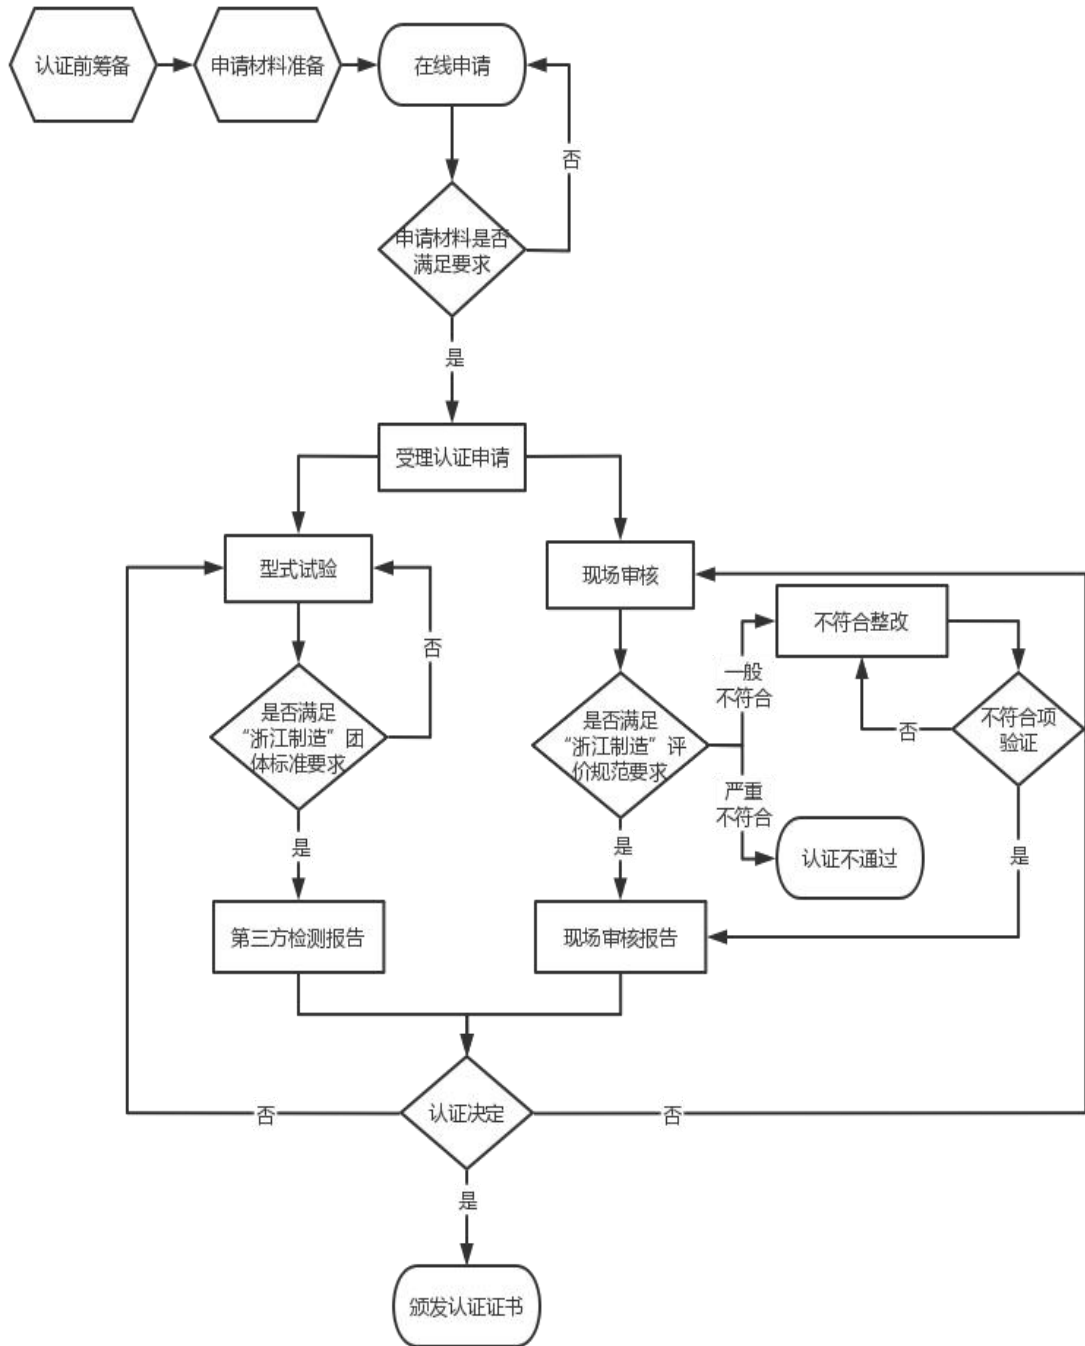 认证前筹备
申请材料准备
在线申请
否
申请材料是否
满足要求
是
受理认证申请
型式试验
现场审核
不符合整改
否
一般
不符合
是否满足
“浙江制造”团
体标准要求
是否满足
“浙江制造”评
价规范要求
否
不符合项
验证
严重
不符合
是
是
认证不通过
是
第三方检测报告
现场审核报告
否
认证决定
否
是
颁发认证证书